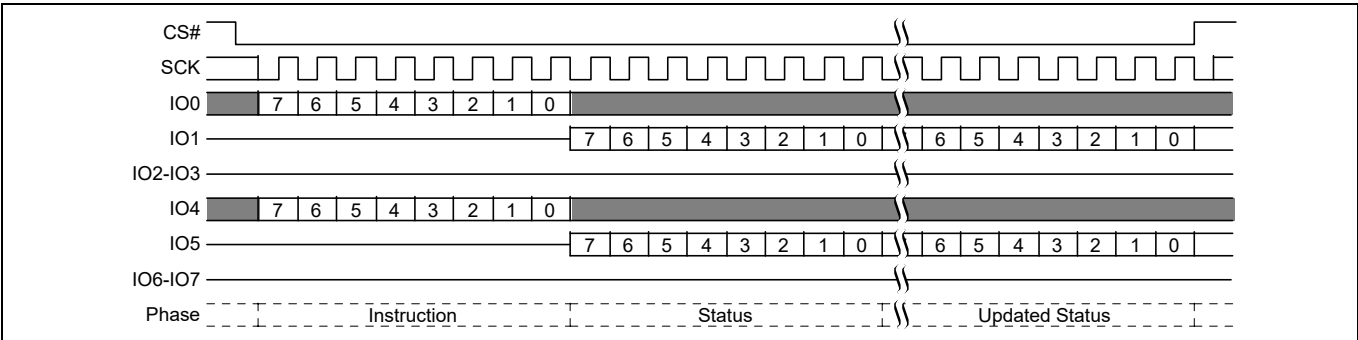 CS#
SCK
IO0 7 6 5 4 3 2 1 0
IO1 7 6 5 4 3 2 1 0 6 5 4 3 2 1 0
IO2-IO3
IO4 7 6 5 4 3 2 1 0
IO5 7 6 5 4 3 2 1 0 6 5 4 3 2 1 0
IO6-IO7
Phase Instruction Status Updated Status